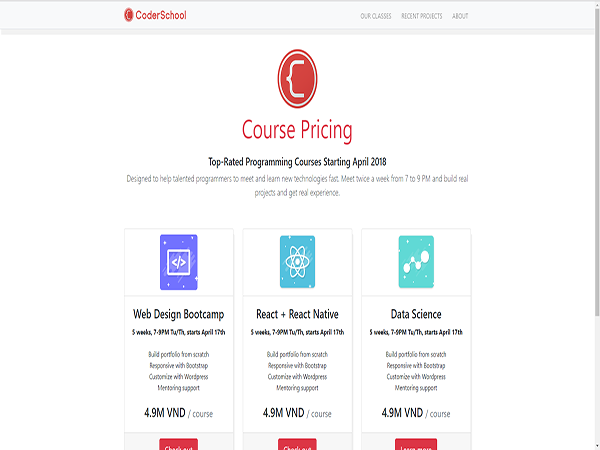 CoderSchool
OUR CLASSES RECENT PROJECTS ABOUT
Course Pricing
Top-Rated Programming Courses Starting April 2018
Designed to help talented programmers to meet and learn new technologies fast. Meet twice a week from 7 to 9 PM and build real
projects and get real experience.
Web Design Bootcamp
5 weeks, 7-9PM Tu/Th, starts April 17th
Build portfolio from scratch
Responsive with Bootstrap
Customize with Wordpress
Mentoring support
4.9M VND / course
Check out
React + React Native
5 weeks, 7-9PM Tu/Th, starts April 17th
Build portfolio from scratch
Responsive with Bootstrap
Customize with Wordpress
Mentoring support
4.9M VND / course
Check out
Data Science
5 weeks, 7-9PM Tu/Th, starts April 17th
Build portfolio from scratch
Responsive with Bootstrap
Customize with Wordpress
Mentoring support
4.9M VND / course
Learn more